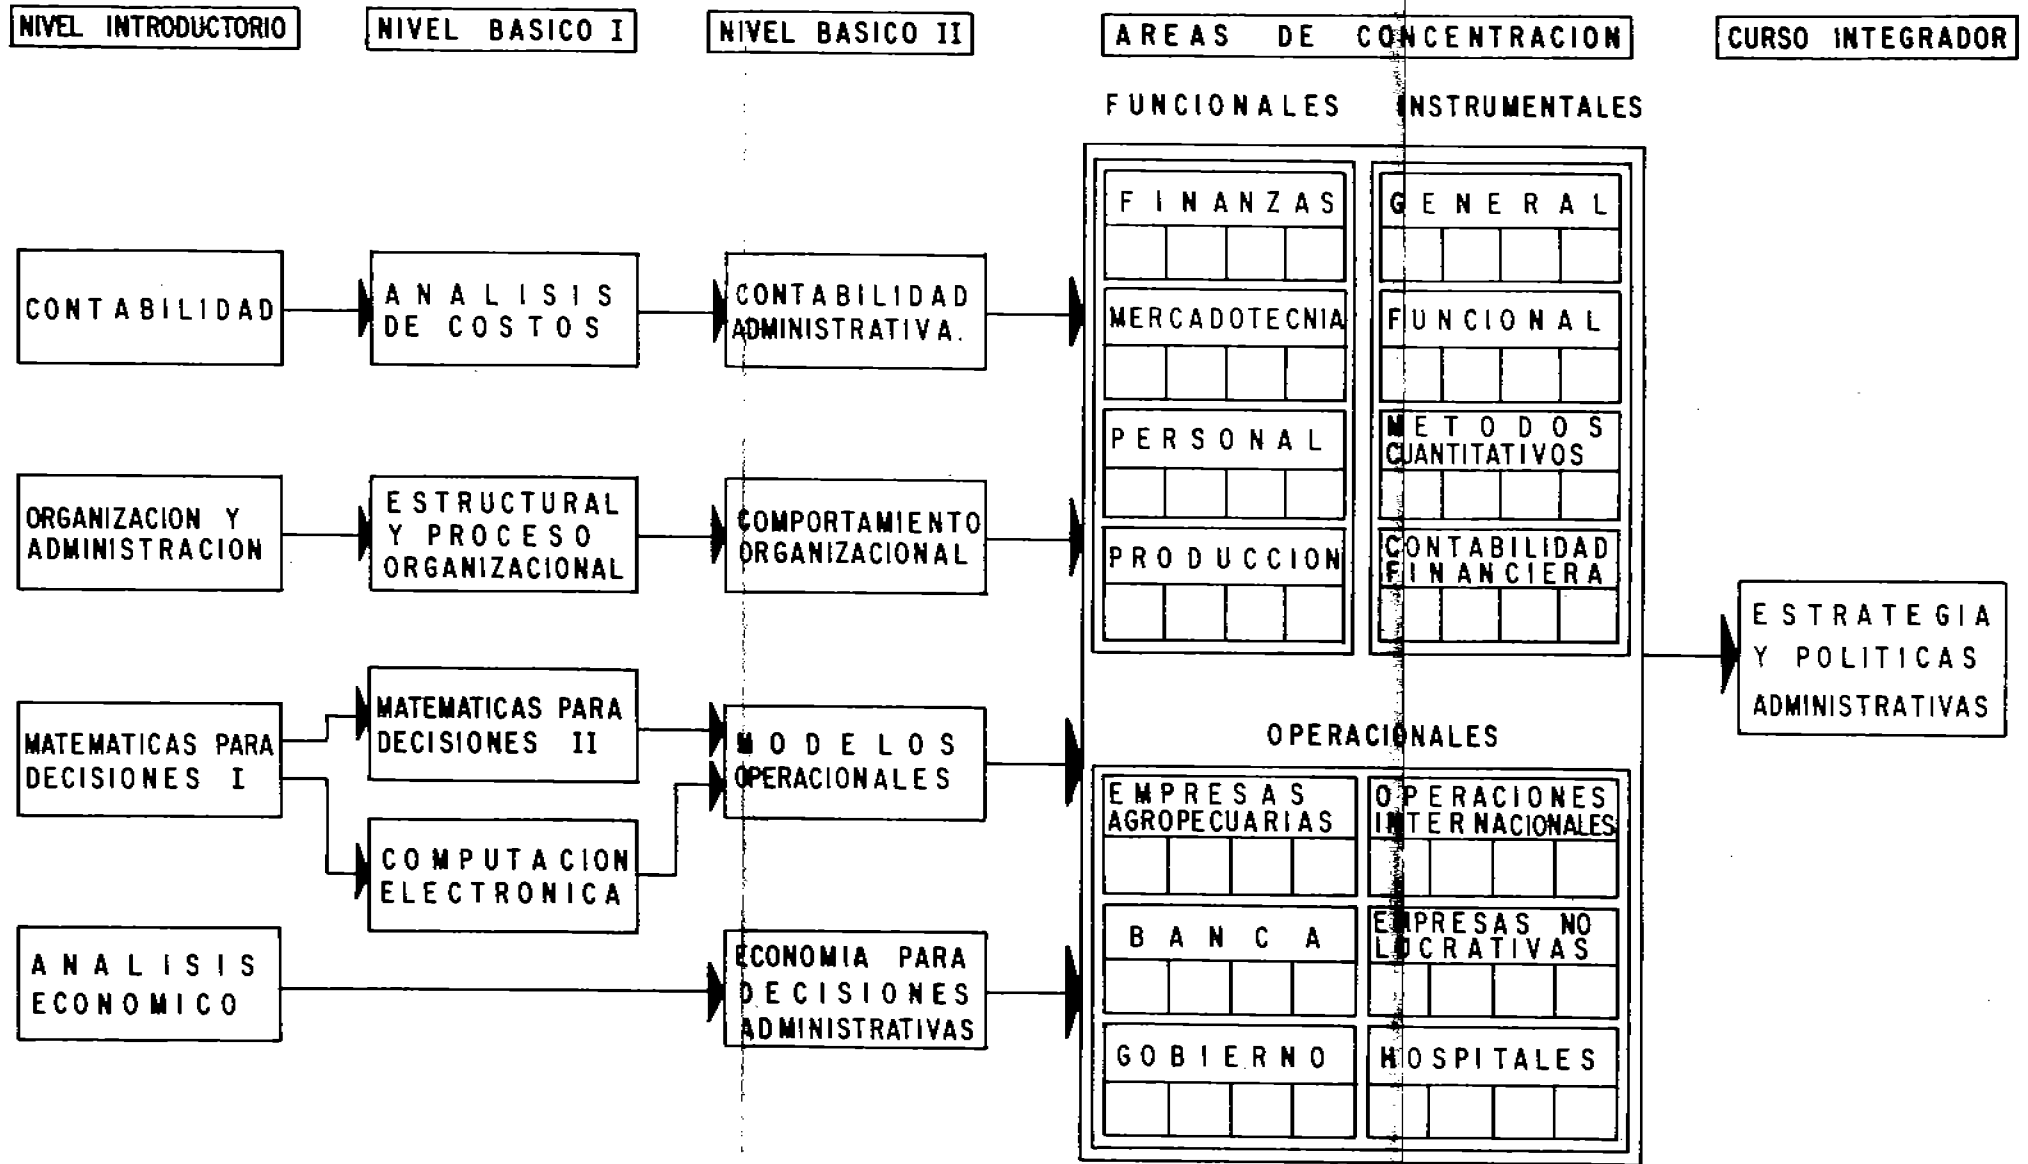 NIVEL INTRODUCTORIO
NIVEL BASICO I
NIVEL BASICO II
AREAS DE CONCENTRACION
CURSO INTEGRADOR
FUNCIONALES
INSTRUMENTALES
CONTABILIDAD
ANALISIS
DE COSTOS
CONTABILIDAD
ADMINISTRATIVA.
ORGANIZACION Y
ADMINISTRACION
ESTRUCTURAL
Y PROCESO
ORGANIZACIONAL
COMPORTAMIENTO
ORGANIZACIONAL
MATEMATICAS PARA
DECISIONES I
MATEMATICAS PARA
DECISIONES II
COMPUTACION
ELECTRONICA
MODELOS
OPERACIONALES
ANALISIS
ECONOMICO
ECONOMIA PARA
DECISIONES
ADMINISTRATIVAS
FINANZAS
MERCADOTECNIA
PERSONAL
PRODUCCION
GENERAL
FUNCIONAL
METODOS
CUANTITATIVOS
CONTABILIDAD
FINANCIERA
OPERACIONALES
EMPRESAS
AGROPECUARIAS
OPERACIONES
INTERNACIONALES
BANCA
EMPRESAS NO
LUCRATIVAS
GOBIERNO
HOSPITALES
ESTRATEGIA
Y POLITICAS
ADMINISTRATIVAS